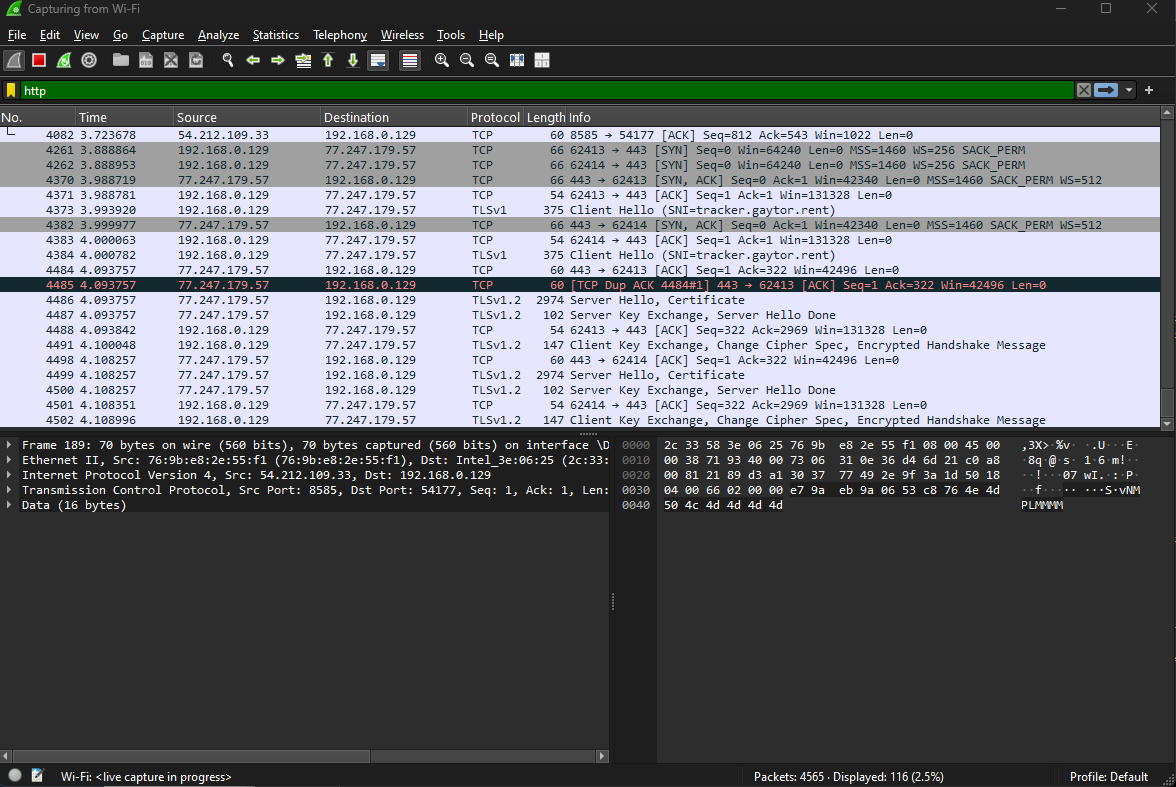 Capturing from Wi-Fi
File Edit View Go Capture Analyze Statistics Telephony Wireless Tools Help
http
No. Time Source Destination Protocol Length Info
4082 3.723678 54.212.109.33 192.168.0.129 TCP 60 8585 → 54177 [ACK] Seq=812 Ack=543 Win=1022 Len=0
4261 3.888864 192.168.0.129 77.247.179.57 TCP 66 62413 → 443 [SYN] Seq=0 Win=64240 Len=0 MSS=1460 WS=256 SACK_PERM
4262 3.888953 192.168.0.129 77.247.179.57 TCP 66 62414 → 443 [SYN] Seq=0 Win=64240 Len=0 MSS=1460 WS=256 SACK_PERM
4370 3.988719 77.247.179.57 192.168.0.129 TCP 66 443 → 62413 [SYN, ACK] Seq=0 Ack=1 Win=42340 Len=0 MSS=1460 SACK_PERM WS=512
4371 3.988781 192.168.0.129 77.247.179.57 TCP 54 62413 → 443 [ACK] Seq=1 Ack=1 Win=131328 Len=0
4373 3.993920 192.168.0.129 77.247.179.57 TLSv1 375 Client Hello (SNI=tracker.gaytor.rent)
4382 3.999977 77.247.179.57 192.168.0.129 TCP 66 443 → 62414 [SYN, ACK] Seq=0 Ack=1 Win=42340 Len=0 MSS=1460 SACK_PERM WS=512
4383 4.000063 192.168.0.129 77.247.179.57 TCP 54 62414 → 443 [ACK] Seq=1 Ack=1 Win=131328 Len=0
4384 4.000782 192.168.0.129 77.247.179.57 TLSv1 375 Client Hello (SNI=tracker.gaytor.rent)
4484 4.093757 77.247.179.57 192.168.0.129 TCP 60 443 → 62413 [ACK] Seq=1 Ack=322 Win=42496 Len=0
4485 4.093757 77.247.179.57 192.168.0.129 TCP 60 [TCP Dup ACK 4484#1] 443 → 62413 [ACK] Seq=1 Ack=322 Win=42496 Len=0
4486 4.093757 77.247.179.57 192.168.0.129 TLSv1.2 2974 Server Hello, Certificate
4487 4.093757 77.247.179.57 192.168.0.129 TLSv1.2 102 Server Key Exchange, Server Hello Done
4488 4.093842 192.168.0.129 77.247.179.57 TCP 54 62413 → 443 [ACK] Seq=322 Ack=2969 Win=131328 Len=0
4491 4.100048 192.168.0.129 77.247.179.57 TLSv1.2 147 Client Key Exchange, Change Cipher Spec, Encrypted Handshake Message
4498 4.108257 77.247.179.57 192.168.0.129 TCP 60 443 → 62414 [ACK] Seq=1 Ack=322 Win=42496 Len=0
4499 4.108257 77.247.179.57 192.168.0.129 TLSv1.2 2974 Server Hello, Certificate
4500 4.108257 77.247.179.57 192.168.0.129 TLSv1.2 102 Server Key Exchange, Server Hello Done
4501 4.108351 192.168.0.129 77.247.179.57 TCP 54 62414 → 443 [ACK] Seq=322 Ack=2969 Win=131328 Len=0
4502 4.108996 192.168.0.129 77.247.179.57 TLSv1.2 147 Client Key Exchange, Change Cipher Spec, Encrypted Handshake Message
Frame 189: 70 bytes on wire (560 bits), 70 bytes captured (560 bits) on interface \D
Ethernet II, Src: 76:9b:e8:2e:55:f1 (76:9b:e8:2e:55:f1), Dst: Intel_3e:06:25 (2c:33:
Internet Protocol Version 4, Src: 54.212.109.33, Dst: 192.168.0.129
Transmission Control Protocol, Src Port: 8585, Dst Port: 54177, Seq: 1, Ack: 1, Len:
Data (16 bytes)
0000 2c 33 58 3e 06 25 76 9b e8 2e 55 f1 08 00 45 00 ,3X>·%v· ·.U···E·
0010 00 38 71 93 40 00 73 06 31 0e 36 d4 6d 21 c0 a8 ·8q·@·s· 1·6·m!··
0020 00 81 21 89 d3 a1 30 37 77 49 2e 9f 3a 1d 50 18 ··!···07 wI.·:·P·
0030 04 00 66 02 00 00 e7 9a eb 9a 06 53 c8 76 4e 4d ··f····· ···S·vNM
0040 50 4c 4d 4d 4d 4d PLMMMM
Wi-Fi: <live capture in progress>
Packets: 4565 · Displayed: 116 (2.5%)
Profile: Default